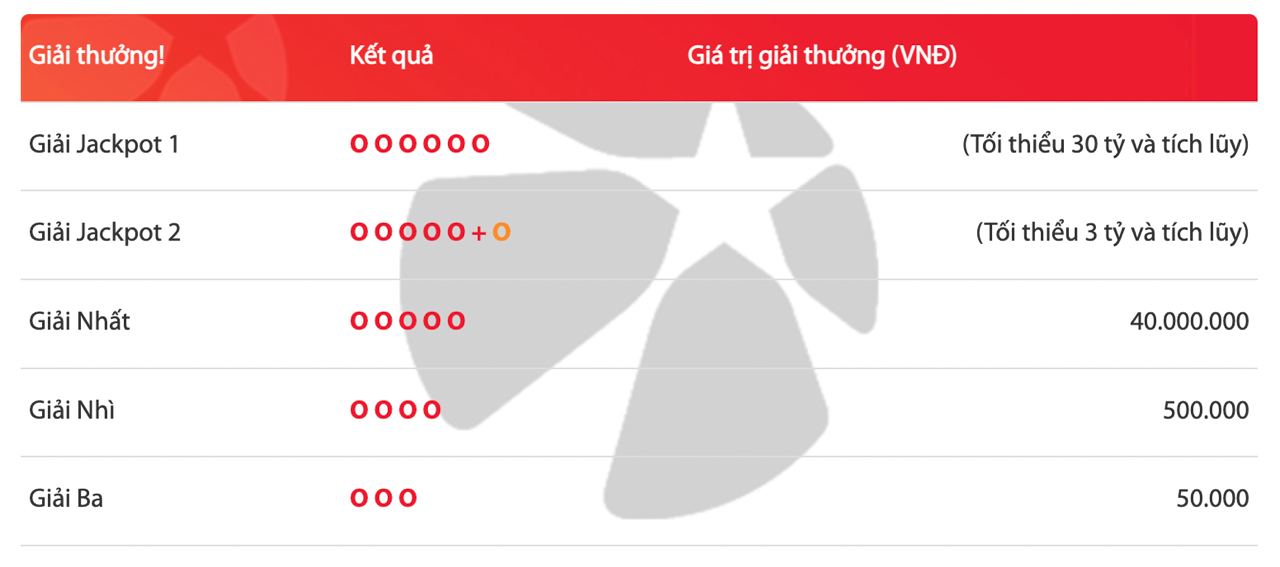 Giải thưởng! Kết quả Giá trị giải thưởng (VNĐ)
Giải Jackpot 1 O O O O O O (Tối thiểu 30 tỷ và tích lũy)
Giải Jackpot 2 O O O O O + O (Tối thiểu 3 tỷ và tích lũy)
Giải Nhất O O O O O 40.000.000
Giải Nhì O O O O 500.000
Giải Ba O O O 50.000